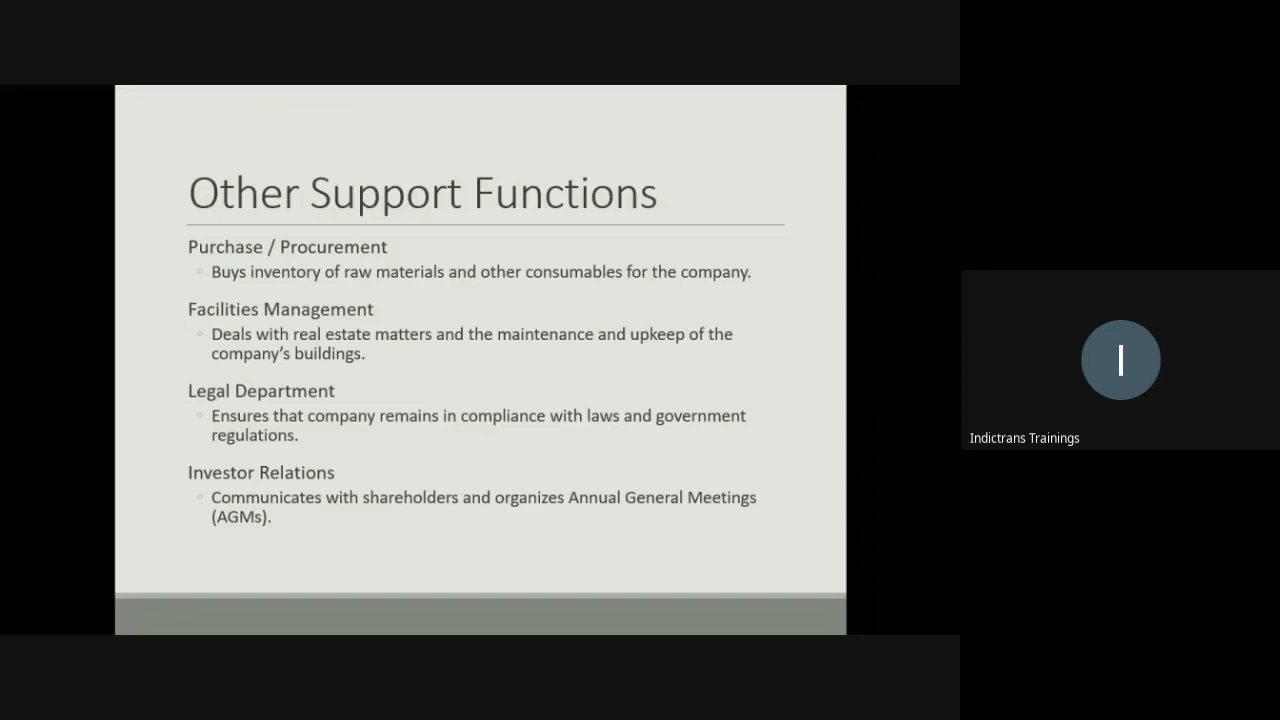 Other Support Functions
Purchase / Procurement
Buys inventory of raw materials and other consumables for the company.
Facilities Management
Deals with real estate matters and the maintenance and upkeep of the
company’s buildings.
Legal Department
Ensures that company remains in compliance with laws and government
regulations.
Investor Relations
Communicates with shareholders and organizes Annual General Meetings
(AGMs).
I
Indictrans Trainings